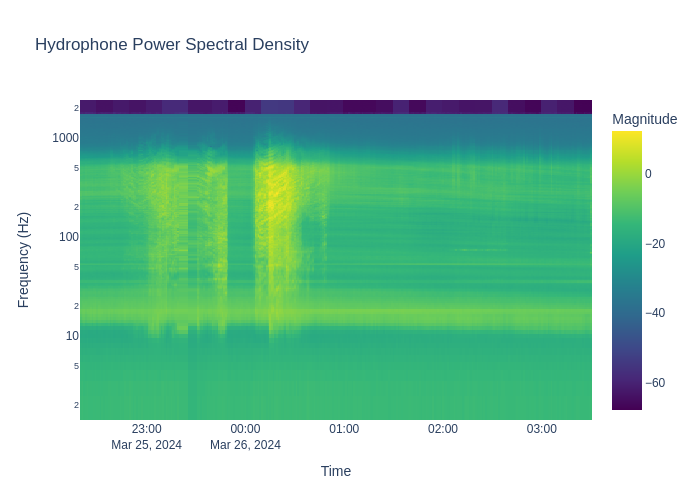 Hydrophone Power Spectral Density
Magnitude
2
1000
5
2
100
5
2
10
5
2
0
−20
−40
−60
Frequency (Hz)
23:00 00:00 01:00 02:00 03:00
Mar 25, 2024 Mar 26, 2024
Time